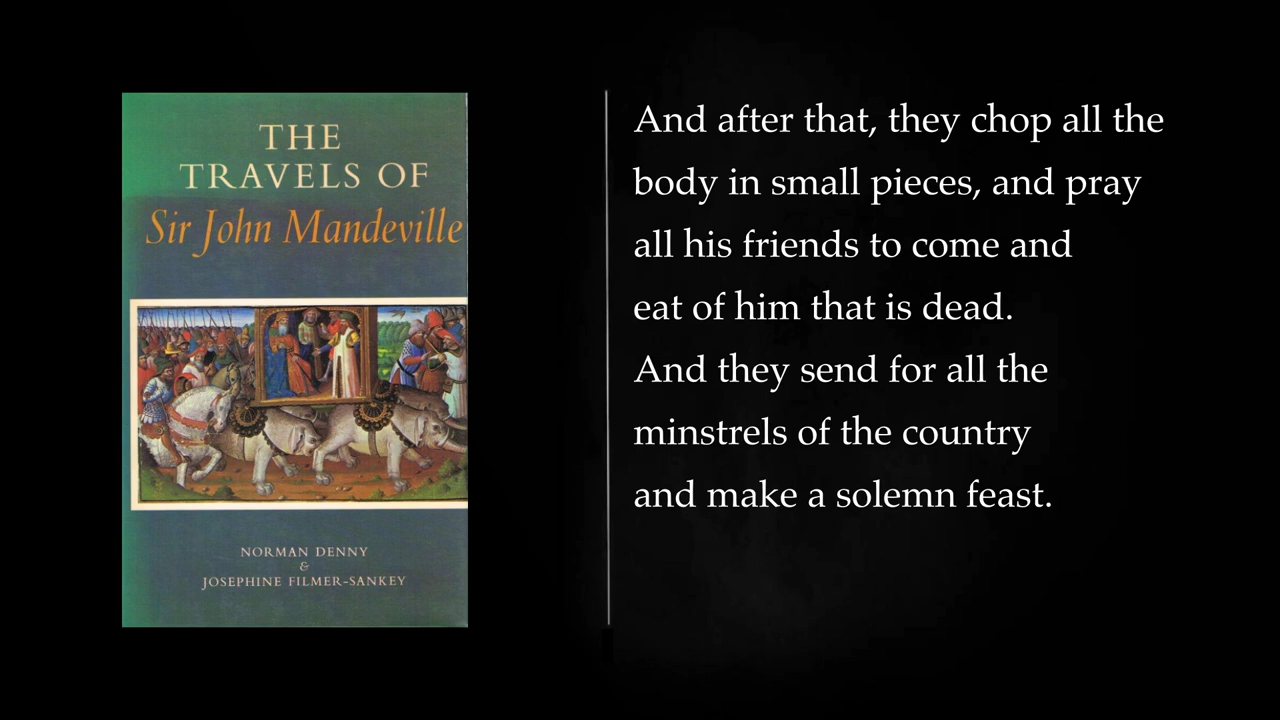 THE
TRAVELS OF
Sir John Mandeville
NORMAN DENNY
&
JOSEPHINE FILMER-SANKEY
And after that, they chop all the
body in small pieces, and pray
all his friends to come and
eat of him that is dead.
And they send for all the
minstrels of the country
and make a solemn feast.